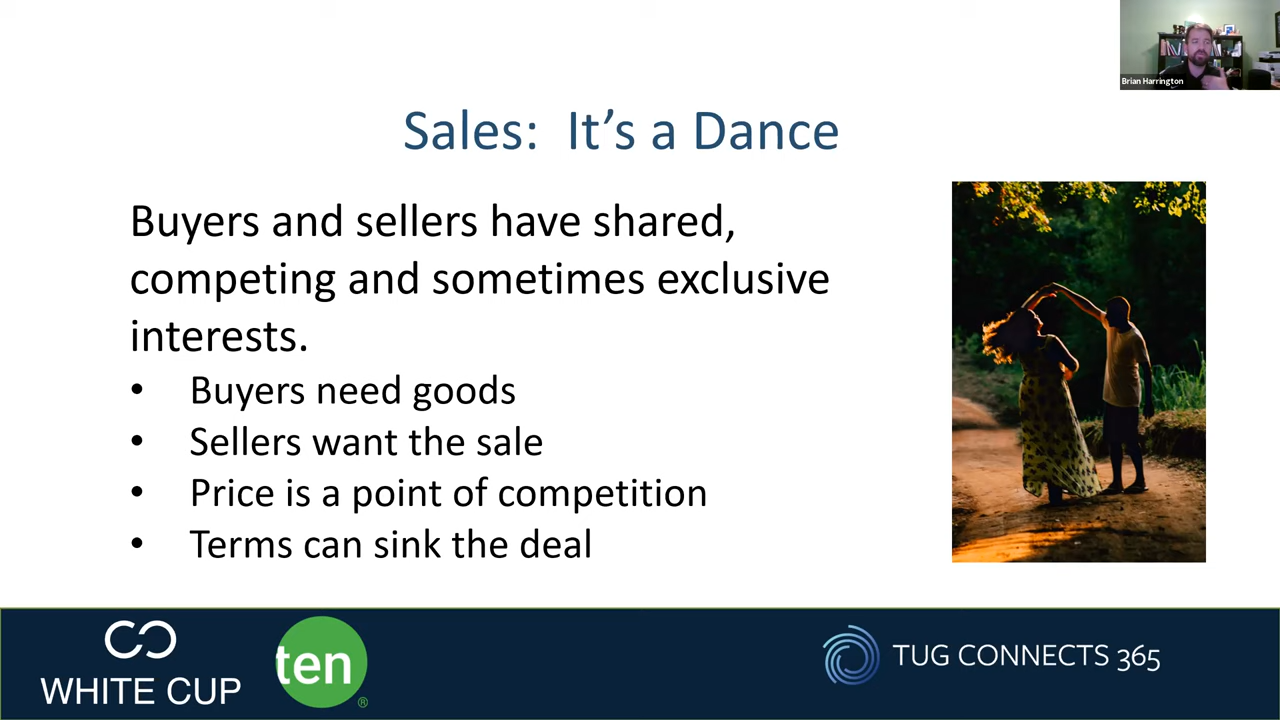 Brian Harrington
Sales:  It’s a Dance
Buyers and sellers have shared,
competing and sometimes exclusive
interests.
• Buyers need goods
• Sellers want the sale
• Price is a point of competition
• Terms can sink the deal
WHITE CUP
ten®
TUG CONNECTS 365